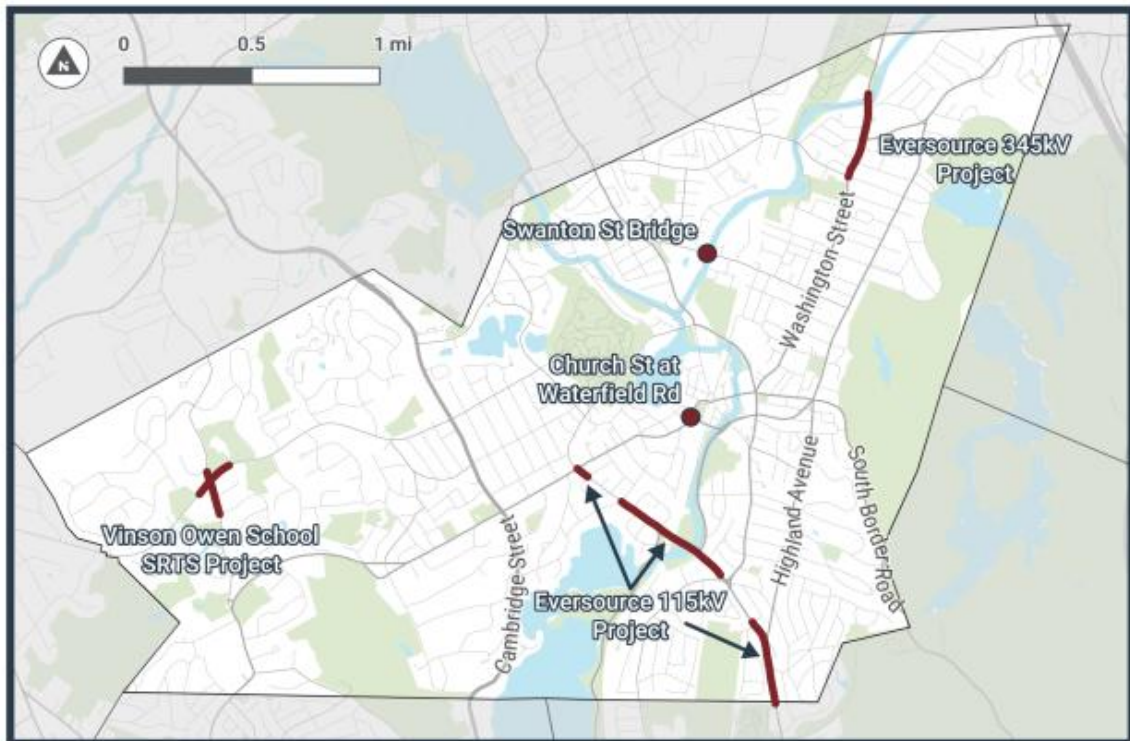 0 0.5 1 mi
N
Eversource 345kV
Project
Swanton St Bridge
Washington Street
Church St at
Waterfield Rd
Highland Avenue
South Border Road
Vinson Owen School
SRTS Project
Cambridge Street
Eversource 115kV
Project